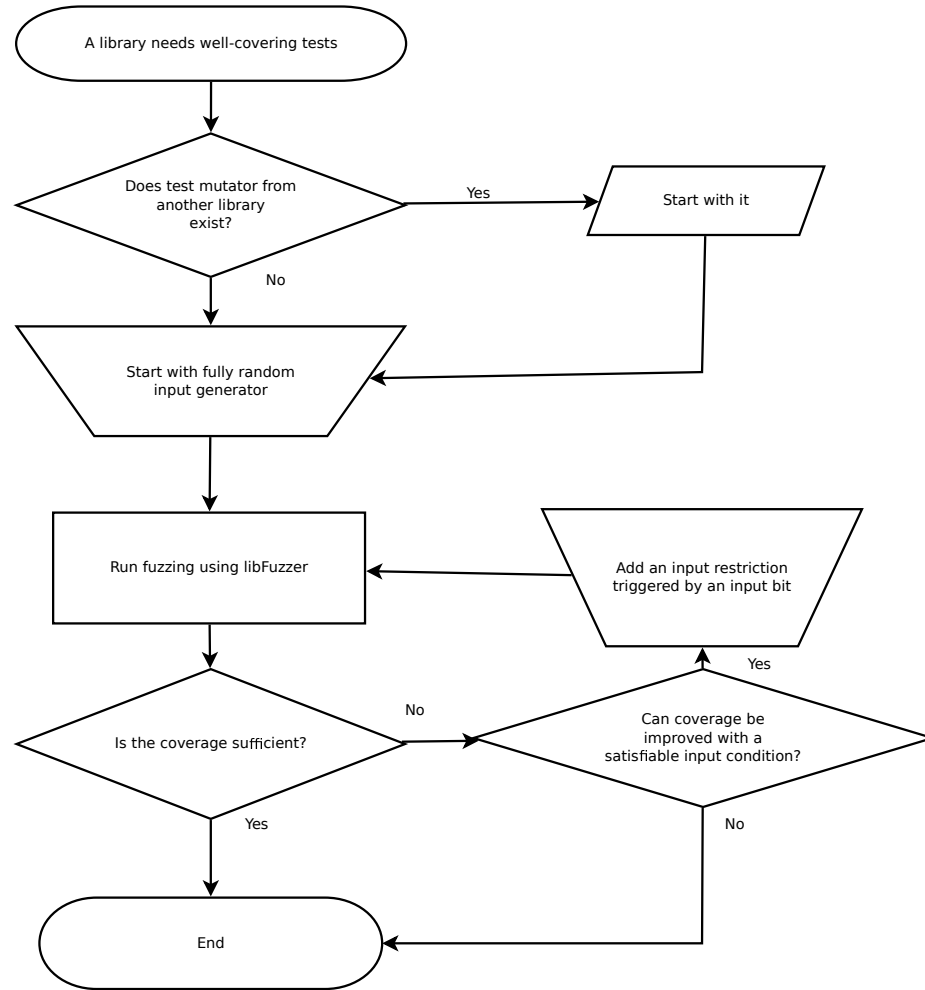 A library needs well-covering tests
Does test mutator from
another library
exist?
Yes
Start with it
No
Start with fully random
input generator
Run fuzzing using libFuzzer
Add an input restriction
triggered by an input bit
Yes
Is the coverage sufficient?
No
Can coverage be
improved with a
satisfiable input condition?
Yes
No
End